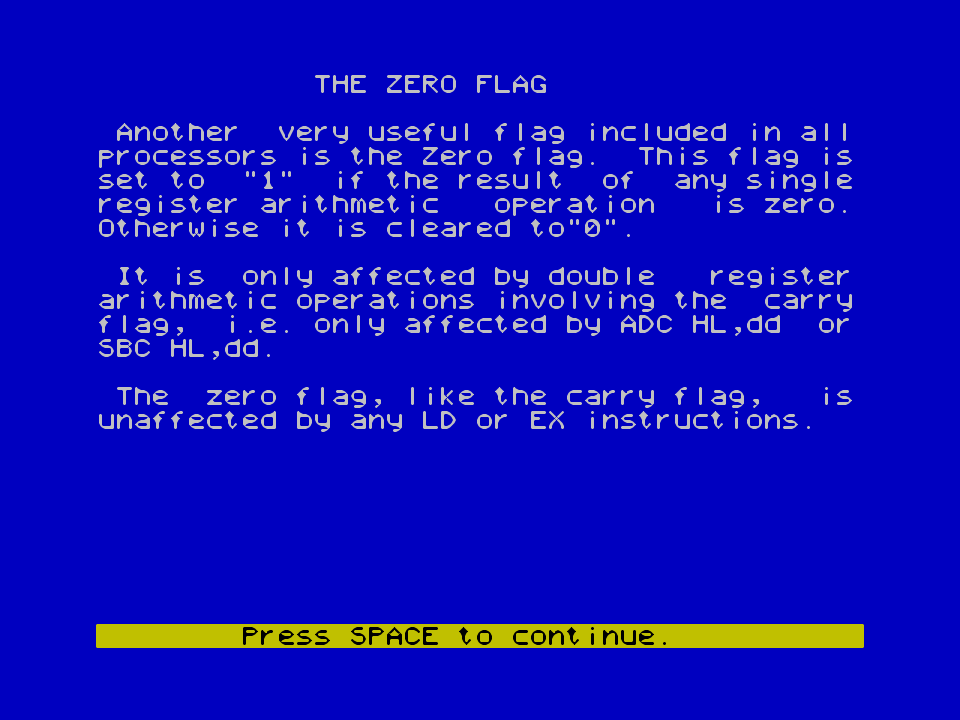 THE ZERO FLAG
Another  very useful flag included in all
processors is the Zero flag.  This flag is
set to  "1"  if the result  of  any single
register arithmetic   operation   is zero.
Otherwise it is cleared to"0".
It is  only affected by double   register
arithmetic operations involving the  carry
flag,  i.e. only affected by ADC HL,dd  or
SBC HL,dd.
The  zero flag, like the carry flag,   is
unaffected by any LD or EX instructions.
Press SPACE to continue.